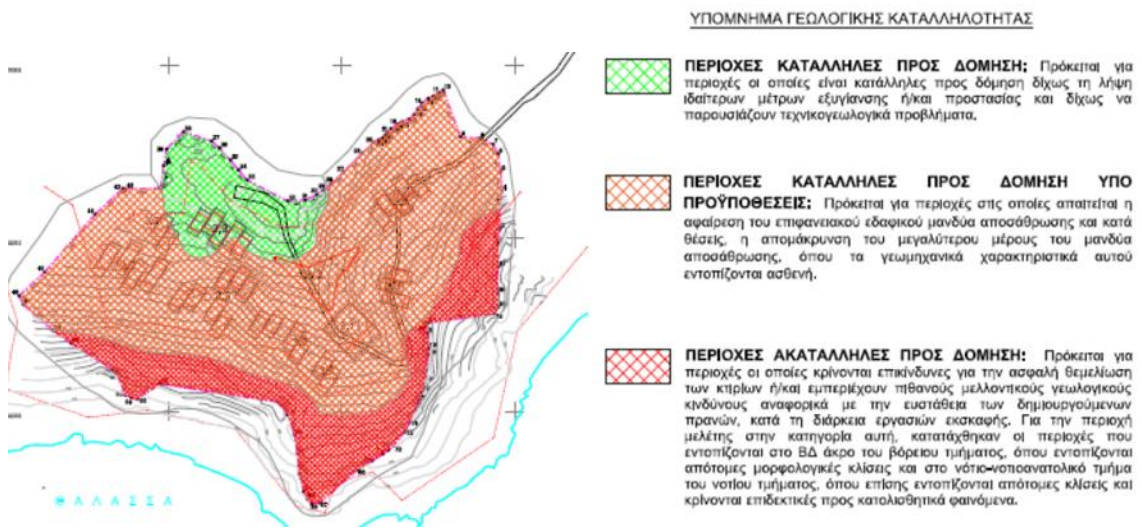 ΥΠΟΜΝΗΜΑ ΓΕΩΛΟΓΙΚΗΣ ΚΑΤΑΛΛΗΛΟΤΗΤΑΣ
ΠΕΡΙΟΧΕΣ ΚΑΤΑΛΛΗΛΕΣ ΠΡΟΣ ΔΟΜΗΣΗ: Πρόκειται για
περιοχές οι οποίες είναι κατάλληλες προς δόμηση δίχως τη λήψη
ιδαίτερων μέτρων εξυγίανσης ή/και προστασίας και δίχως να
παρουσιάζουν τεχνικογεωλογικά προβλήματα.
ΠΕΡΙΟΧΕΣ ΚΑΤΑΛΛΗΛΕΣ ΠΡΟΣ ΔΟΜΗΣΗ ΥΠΟ
ΠΡΟΫΠΟΘΕΣΕΙΣ: Πρόκειται για περιοχές στις οποίες απαιτείται η
αφαίρεση του επιφανειακού εδαφικού μανδύα αποσάθρωσης και κατά
θέσεις, η απομάκρυνση του μεγαλύτερου μέρους του μανδύα
αποσάθρωσης, όπου τα γεωμηχανικά χαρακτηριστικά αυτού
εντοπίζονται ασθενή.
ΠΕΡΙΟΧΕΣ ΑΚΑΤΑΛΛΗΛΕΣ ΠΡΟΣ ΔΟΜΗΣΗ: Πρόκειται για
περιοχές οι οποίες κρίνονται επικίνδυνες για την ασφαλή θεμελίωση
των κτιρίων ή/και εμπεριέχουν πιθανούς μελλοντικούς γεωλογικούς
κινδύνους αναφορικά με την ευστάθεια των δημιουργούμενων
πρανών, κατά τη διάρκεια εργασιών εκσκαφής. Για την περιοχή
μελέτης στην κατηγορία αυτή, κατατάχθηκαν οι περιοχές που
εντοπίζονται στο ΒΔ άκρο του βόρειου τμήματος, όπου εντοπίζονται
απότομες μορφολογικές κλίσεις και στο νότιο-νοτιοανατολικό τμήμα
του νοτίου τμήματος, όπου επίσης εντοπίζονται απότομες κλίσεις και
κρίνονται επιδεκτικές προς κατολισθητικά φαινόμενα.
ΘΑΛΑΣΣΑ